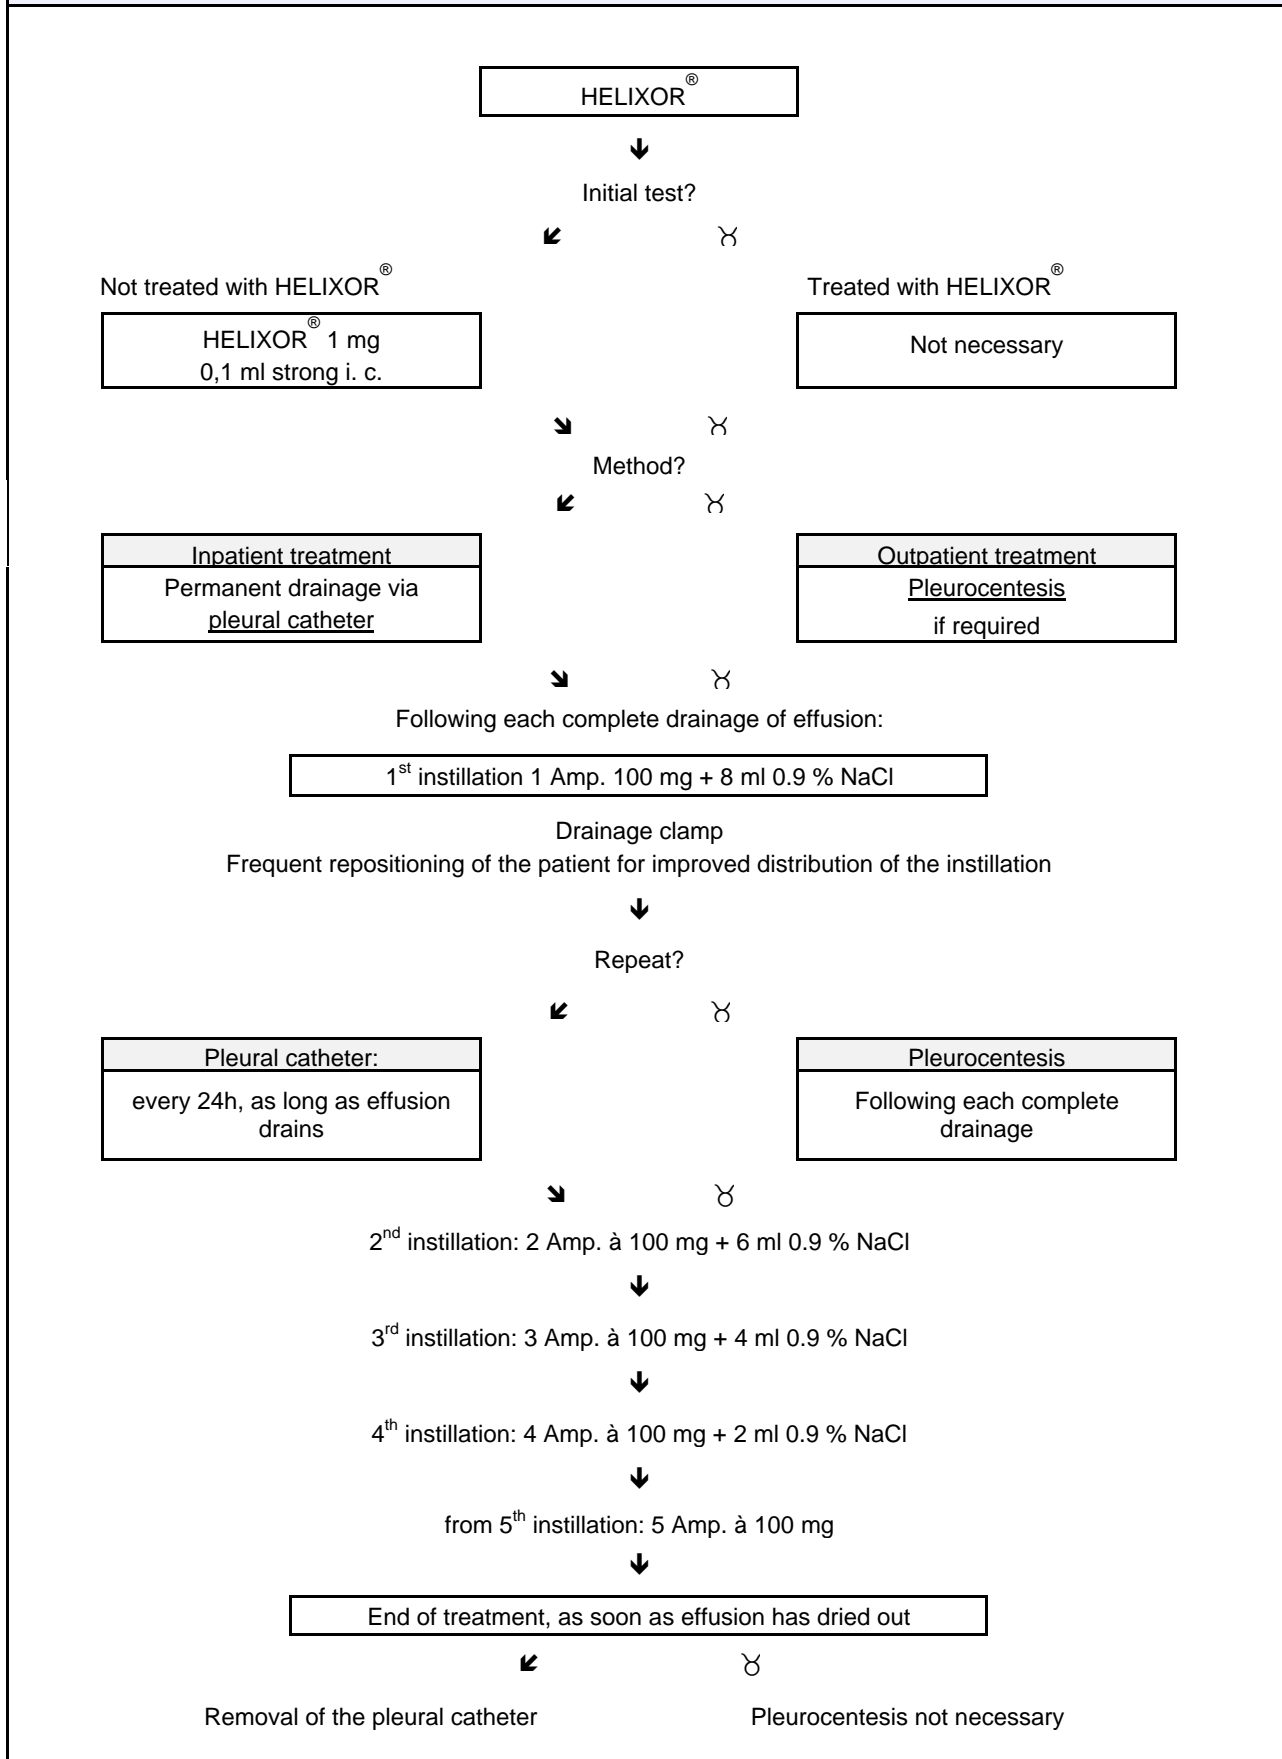 HELIXOR®
Initial test?
Not treated with HELIXOR®
Treated with HELIXOR®
HELIXOR® 1 mg
0,1 ml strong i. c.
Not necessary
Method?
Inpatient treatment
Permanent drainage via
pleural catheter
Outpatient treatment
Pleurocentesis
if required
Following each complete drainage of effusion:
1st instillation 1 Amp. 100 mg + 8 ml 0.9 % NaCl
Drainage clamp
Frequent repositioning of the patient for improved distribution of the instillation
Repeat?
Pleural catheter:
every 24h, as long as effusion
drains
Pleurocentesis
Following each complete
drainage
2nd instillation: 2 Amp. à 100 mg + 6 ml 0.9 % NaCl
3rd instillation: 3 Amp. à 100 mg + 4 ml 0.9 % NaCl
4th instillation: 4 Amp. à 100 mg + 2 ml 0.9 % NaCl
from 5th instillation: 5 Amp. à 100 mg
End of treatment, as soon as effusion has dried out
Removal of the pleural catheter
Pleurocentesis not necessary